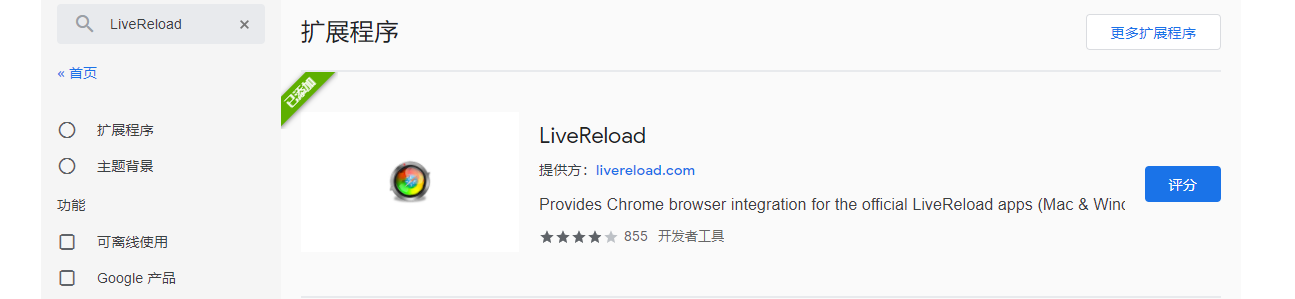 LiveReload ×
« 首页
扩展程序
主题背景
功能
可离线使用
Google 产品
扩展程序
更多扩展程序
已添加
LiveReload
提供方：livereload.com
Provides Chrome browser integration for the official LiveReload apps (Mac &
855 开发者工具
评分